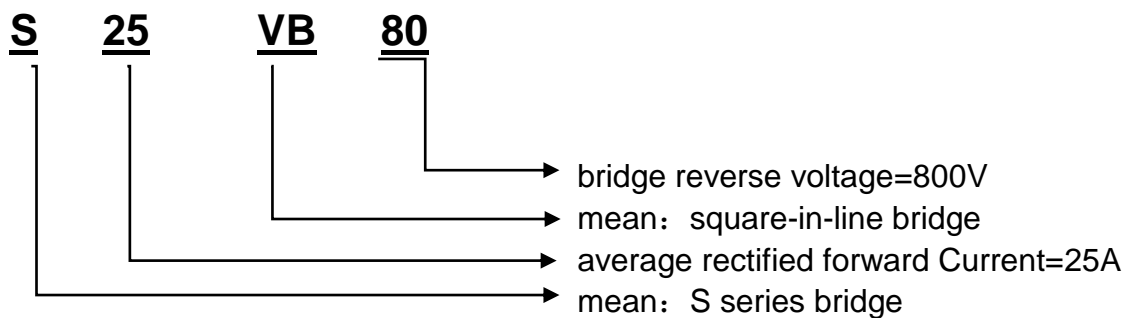 S 25 VB 80
bridge reverse voltage=800V
mean：square-in-line bridge
average rectified forward Current=25A
mean：S series bridge